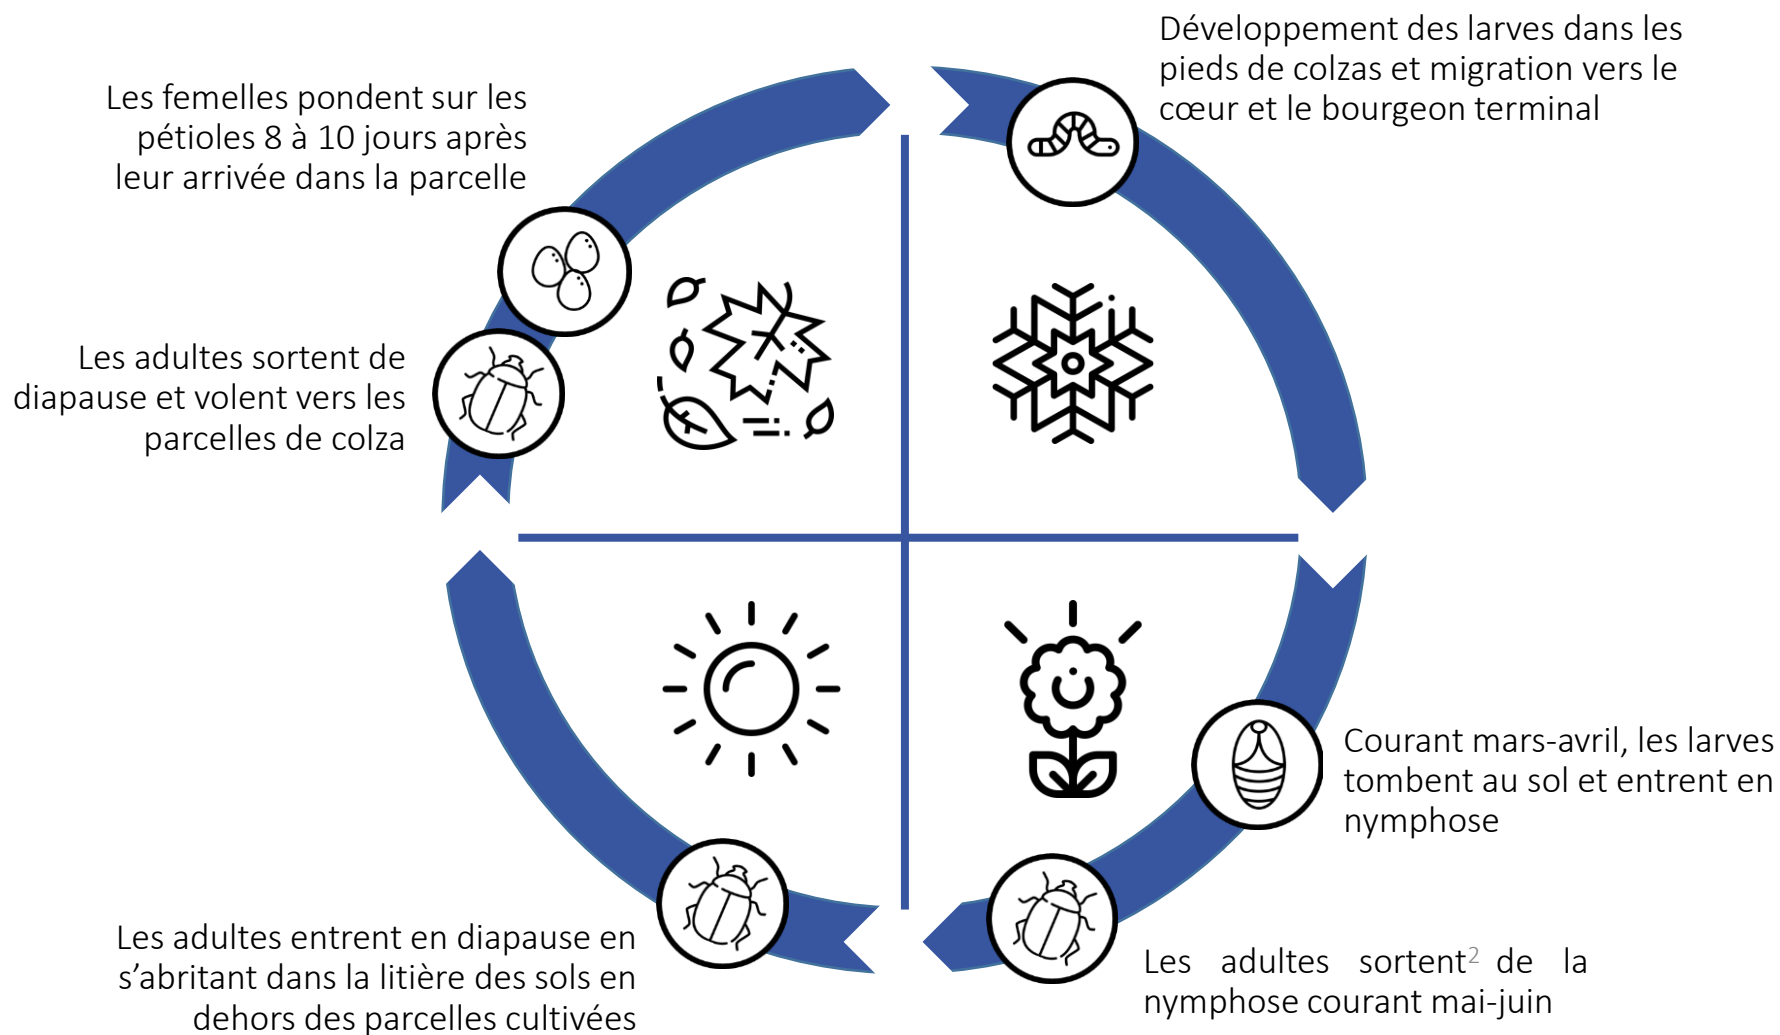 Développement des larves dans les
pieds de colzas et migration vers le
cœur et le bourgeon terminal
Les femelles pondent sur les
pétioles 8 à 10 jours après
leur arrivée dans la parcelle
Les adultes sortent de
diapause et volent vers les
parcelles de colza
Courant mars-avril, les larves
tombent au sol et entrent en
nymphose
Les adultes entrent en diapause en
s’abritant dans la litière des sols en
dehors des parcelles cultivées
Les adultes sortent² de la
nymphose courant mai-juin